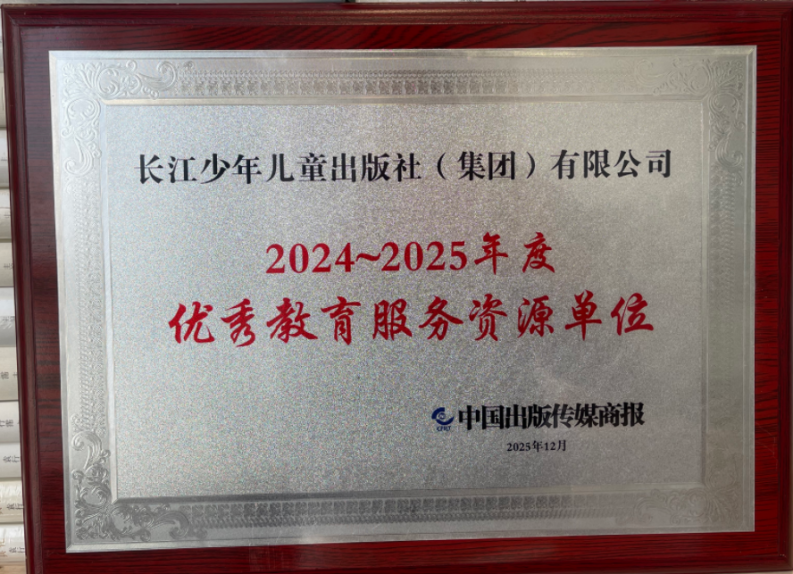 长江少年儿童出版社（集团）有限公司
2024~2025年度
优秀教育服务资源单位
中国出版传媒商报
2025年12月